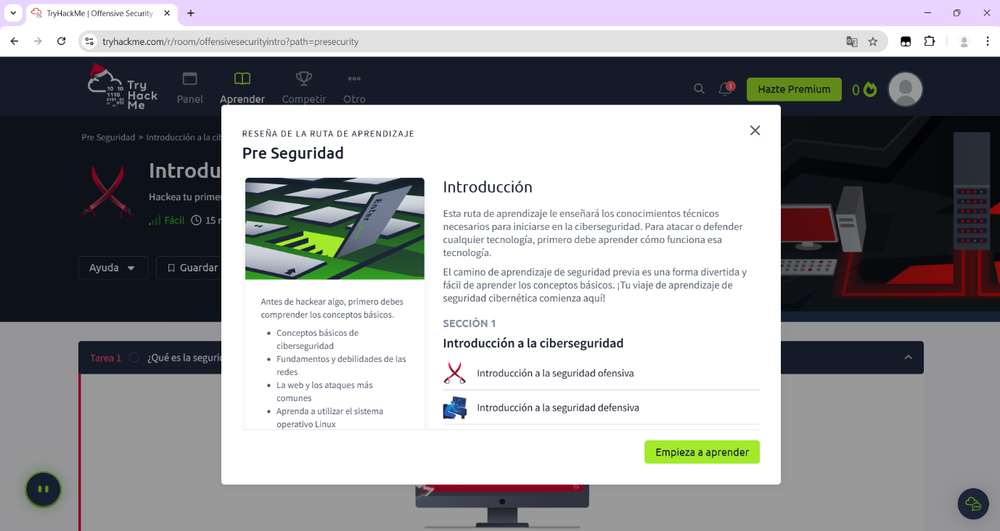 TryHackMe | Offensive Security
tryhackme.com/r/room/offensivesecurityintro?path=presecurity
Try
Hack
Me
10
1110
Panel
Aprender
Competir
Otro
1
Hazte Premium
0
Pre Seguridad > Introducción a la cib
Introdu
Hackea tu prime
Fácil
15 m
Ayuda
Guardar
RESEÑA DE LA RUTA DE APRENDIZAJE
Pre Seguridad
Enter
Antes de hackear algo, primero debes
comprender los conceptos básicos.
Conceptos básicos de
ciberseguridad
Fundamentos y debilidades de las
redes
La web y los ataques más
comunes
Aprenda a utilizar el sistema
operativo Linux
Introducción
Esta ruta de aprendizaje le enseñará los conocimientos técnicos
necesarios para iniciarse en la ciberseguridad. Para atacar o defender
cualquier tecnología, primero debe aprender cómo funciona esa
tecnología.
El camino de aprendizaje de seguridad previa es una forma divertida y
fácil de aprender los conceptos básicos. ¡Tu viaje de aprendizaje de
seguridad cibernética comienza aquí!
SECCIÓN 1
Introducción a la ciberseguridad
Introducción a la seguridad ofensiva
Introducción a la seguridad defensiva
Empieza a aprender
Tarea 1
¿Qué es la segurid